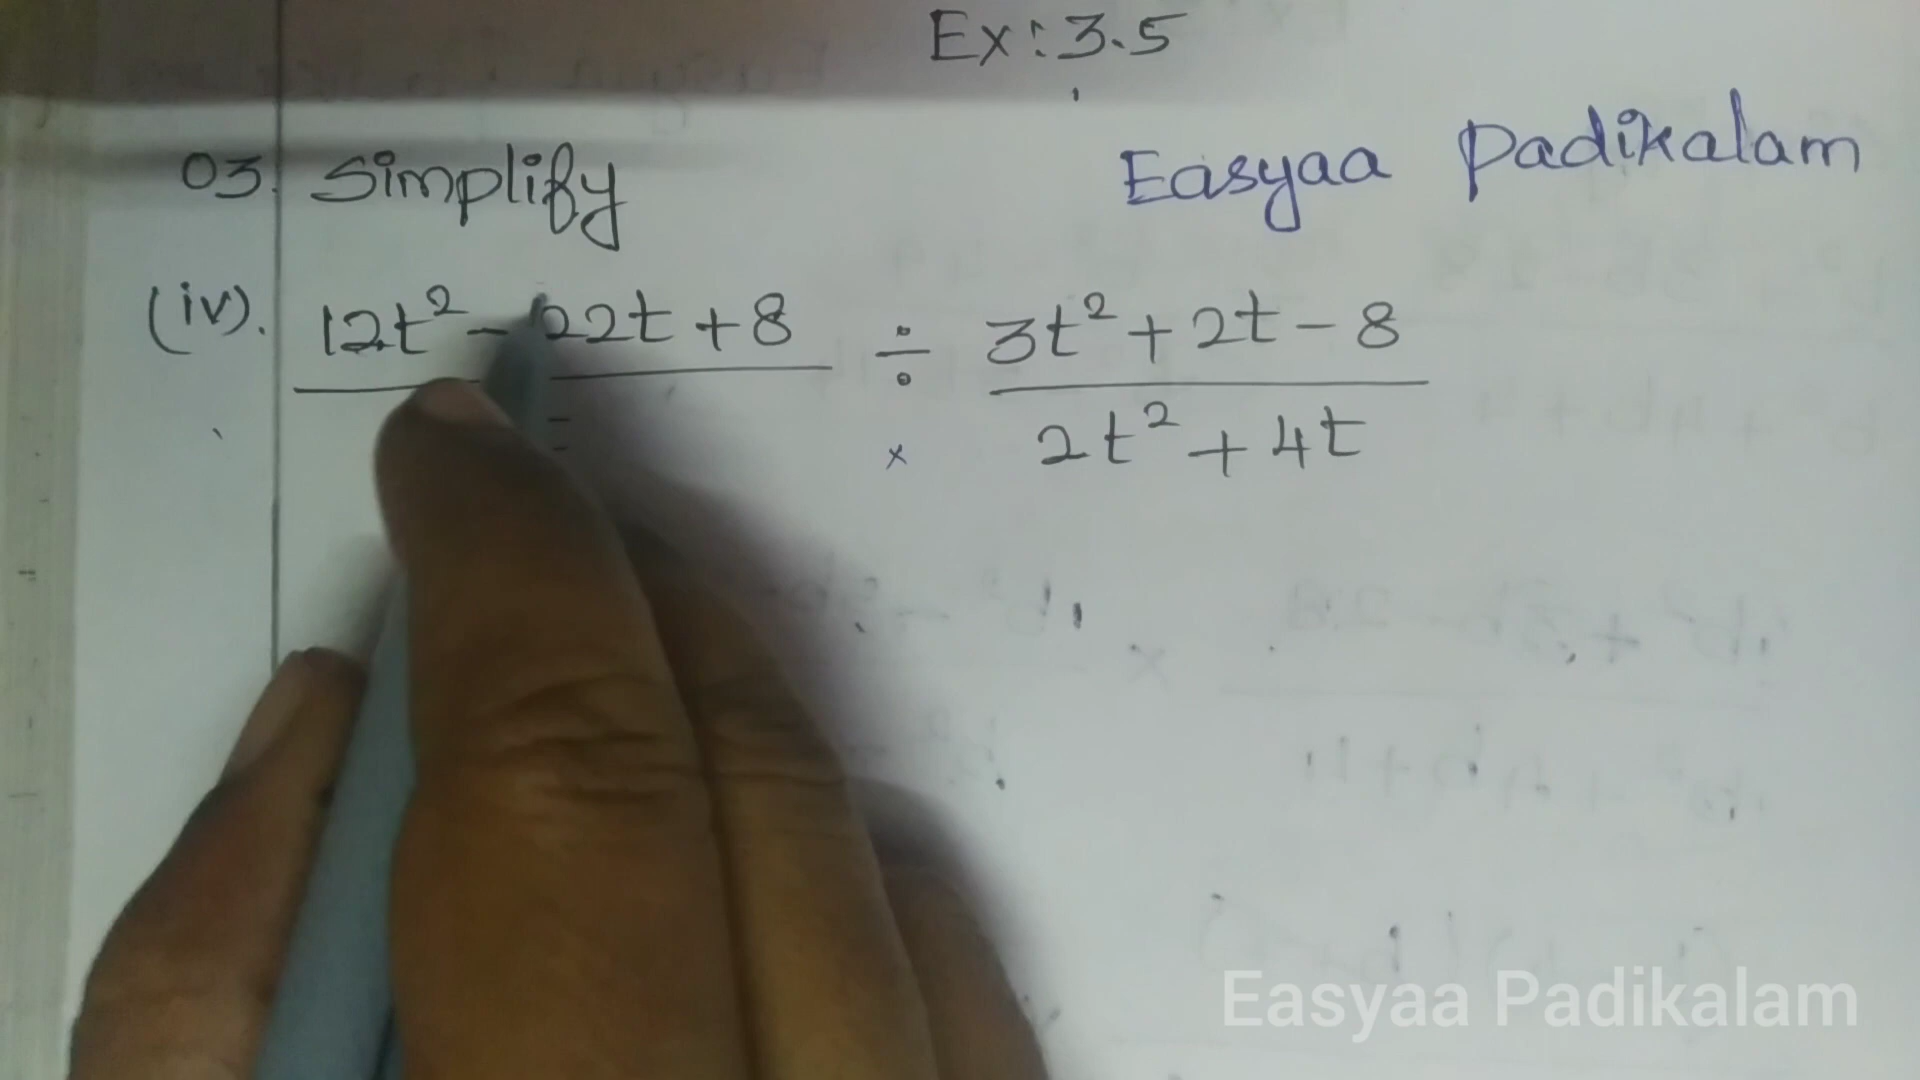 Ex: 3.5
03. Simplify
Easyaa Padikalam
(iv). 12t² - 22t + 8 ÷ 3t² + 2t - 8
× 2t² + 4t
Easyaa Padikalam